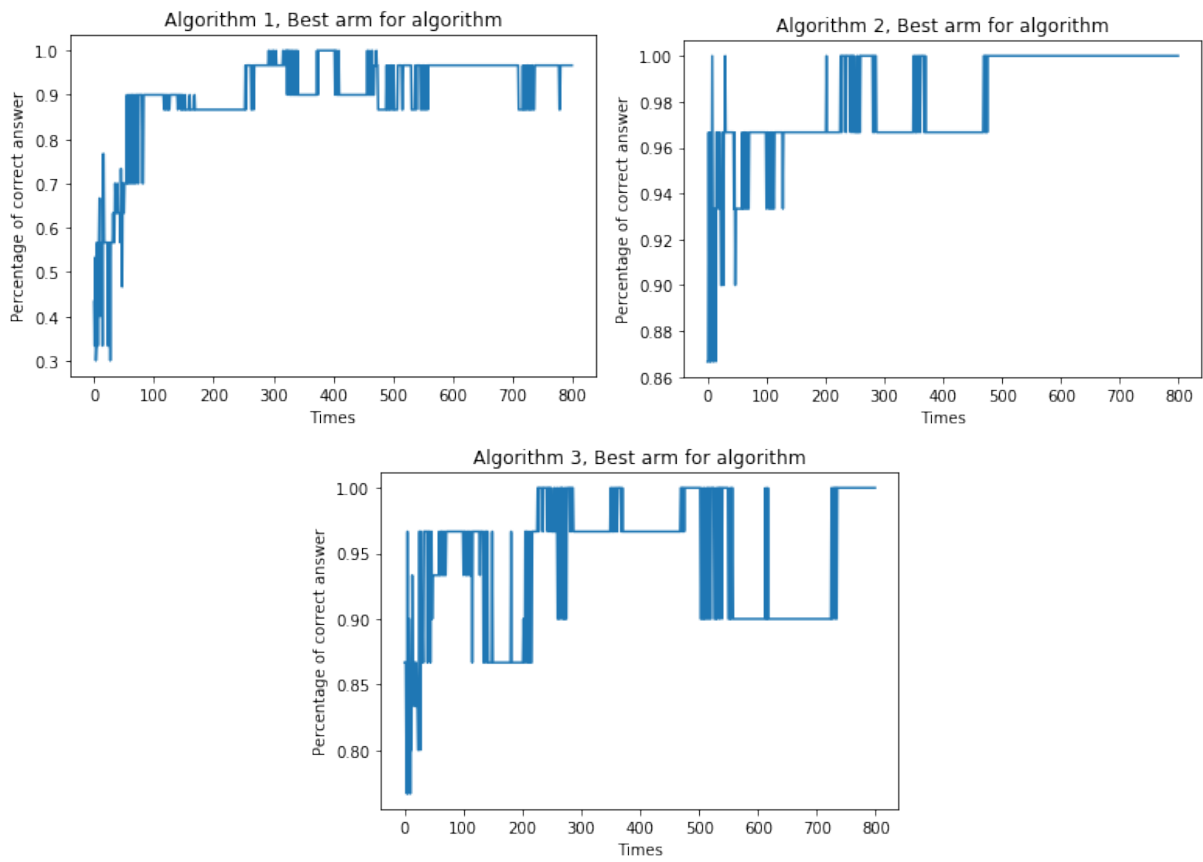 Algorithm 1, Best arm for algorithm
Percentage of correct answer
1.0
0.9
0.8
0.7
0.6
0.5
0.4
0.3
0 100 200 300 400 500 600 700 800
Times
Algorithm 2, Best arm for algorithm
Percentage of correct answer
1.00
0.98
0.96
0.94
0.92
0.90
0.88
0.86
0 100 200 300 400 500 600 700 800
Times
Algorithm 3, Best arm for algorithm
Percentage of correct answer
1.00
0.95
0.90
0.85
0.80
0 100 200 300 400 500 600 700 800
Times